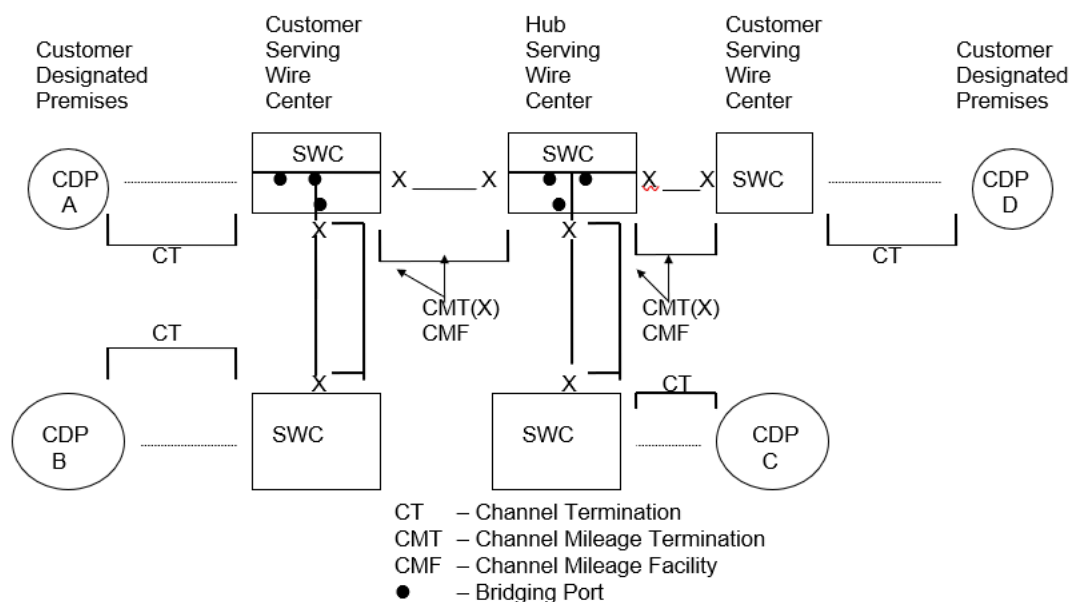 Customer
Designated
Premises
Customer
Serving
Wire
Center
Hub
Serving
Wire
Center
Customer
Serving
Wire
Center
Customer
Designated
Premises
CDP
A
SWC
X ______ X
SWC
X ____ X
SWC
CDP
D
CT
X
X
CT
CMT(X)
CMF
CMT(X)
CMF
CT
X
X
CT
CDP
B
SWC
SWC
CDP
C
CT – Channel Termination
CMT – Channel Mileage Termination
CMF – Channel Mileage Facility
● – Bridging Port